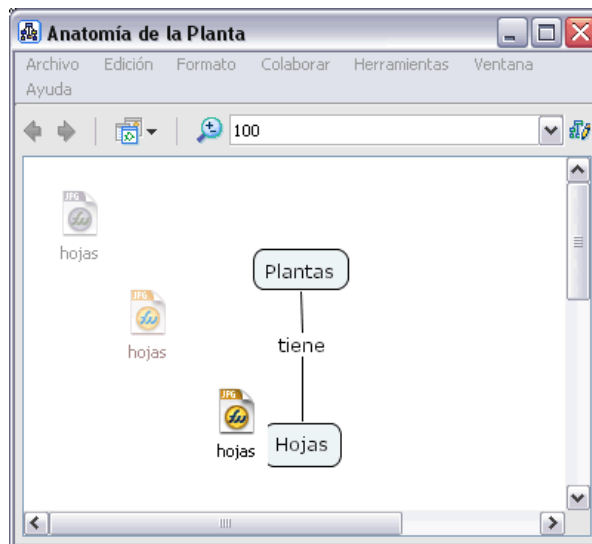 Anatomía de la Planta
Archivo Edición Formato Colaborar Herramientas Ventana
Ayuda
100
JPG
hojas
Plantas
JPG
hojas
tiene
JPG
hojas
Hojas